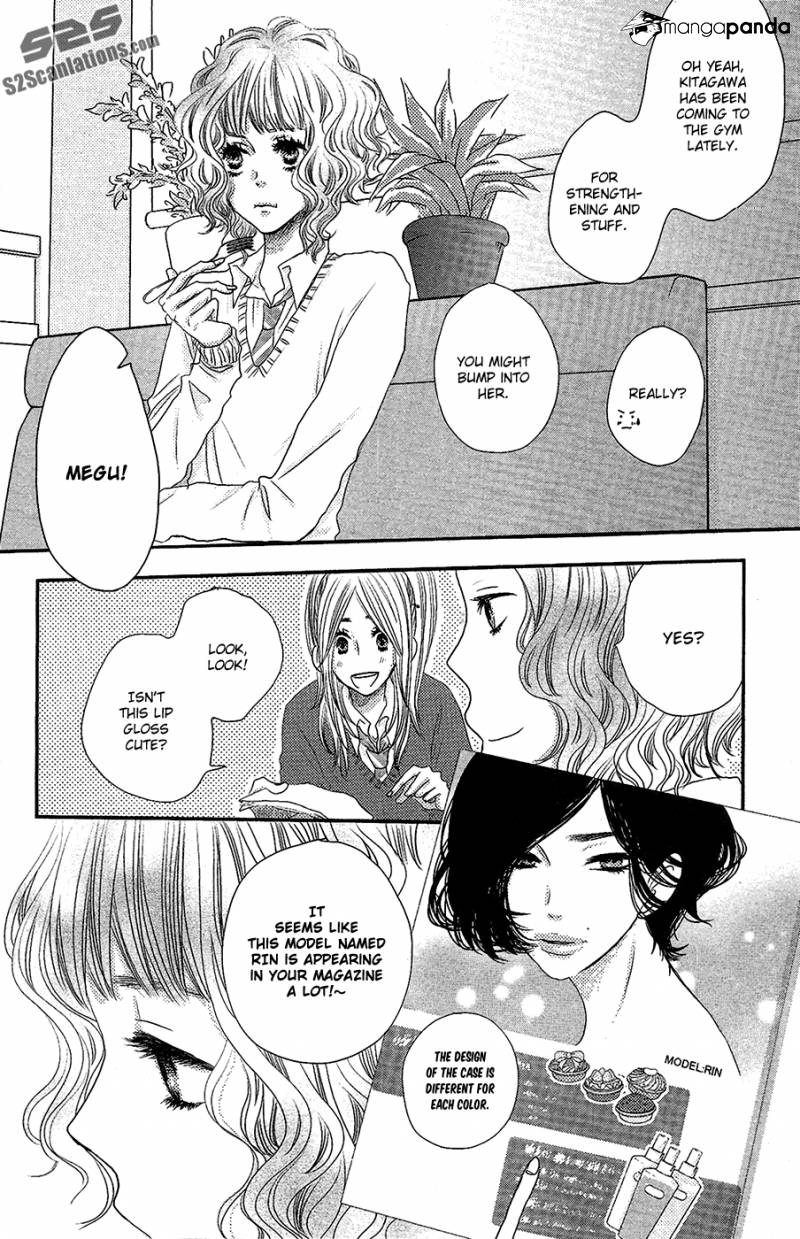 S2S
S2Scanlations.com
mangapanda
OH YEAH,
KITAGAWA
HAS BEEN
COMING TO
THE GYM
LATELY.
FOR
STRENGTH-
ENING AND
STUFF.
YOU MIGHT
BUMP INTO
HER.
REALLY?
MEGU!
YES?
LOOK,
LOOK!
ISN'T
THIS LIP
GLOSS
CUTE?
IT
SEEMS LIKE
THIS MODEL NAMED
RIN IS APPEARING
IN YOUR MAGAZINE
A LOT!~
THE DESIGN
OF THE CASE IS
DIFFERENT FOR
EACH COLOR.
MODEL:RIN